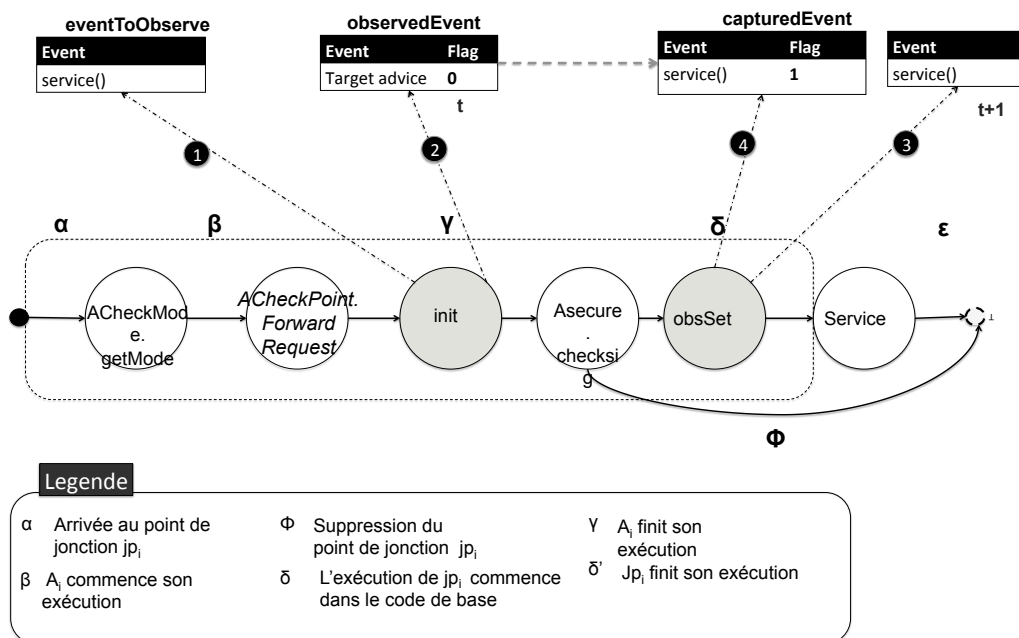 eventToObserve
observedEvent
capturedEvent
Event
Event Flag
Event Flag
Event
service()
Target advice 0
service() 1
service()
t
t+1
1
2
4
3
α
β
γ
δ
ε
ACheckMod
e.
getMode
ACheckPoint.
Forward
Request
init
Asecure
.
checksi
g
obsSet
Service
⊥
Φ
Legende
α Arrivée au point de
jonction jpi
β Ai commence son
exécution
Φ Suppression du
point de jonction jpi
δ L'exécution de jpi commence
dans le code de base
γ Ai finit son
exécution
δ' Jpi finit son exécution